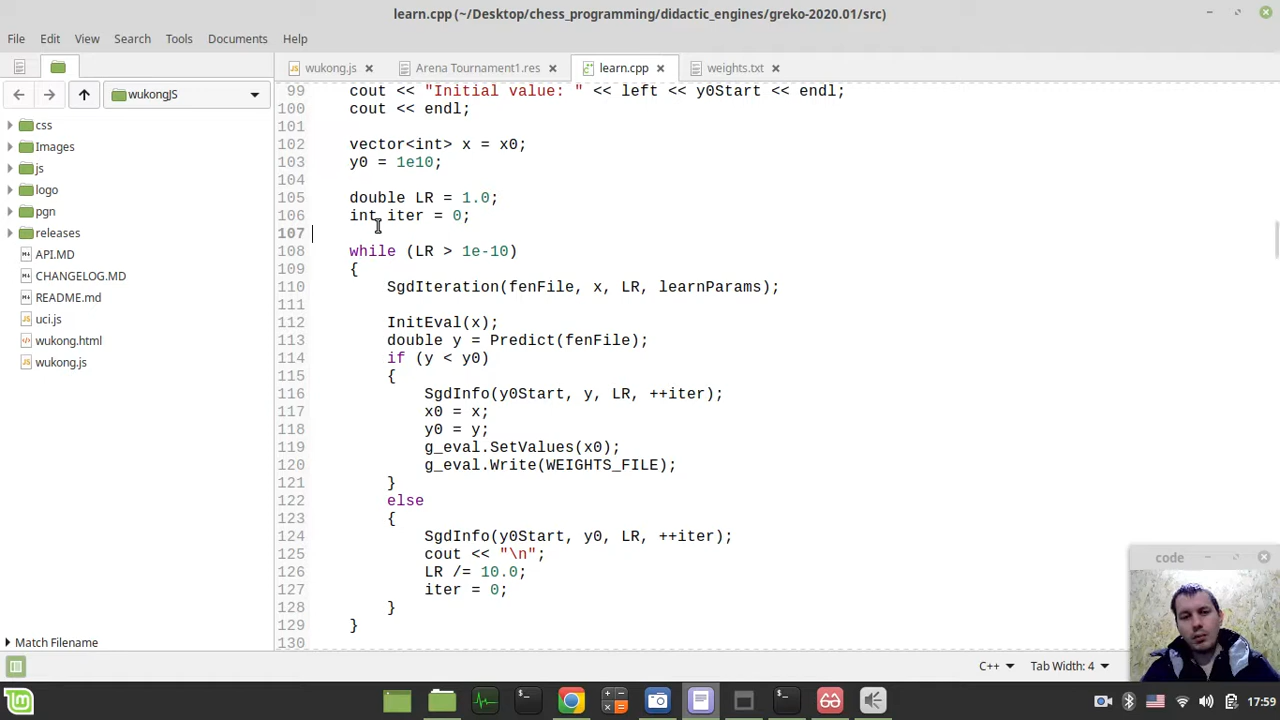 learn.cpp (~/Desktop/chess_programming/didactic_engines/greko-2020.01/src)
File Edit View Search Tools Documents Help
wukong.js Arena Tournament1.res learn.cpp weights.txt
wukongJS
css
Images
js
logo
pgn
releases
API.MD
CHANGELOG.MD
README.md
uci.js
wukong.html
wukong.js
Match Filename
99 cout << "Initial value: " << left << y0Start << endl;
100 cout << endl;
101
102 vector<int> x = x0;
103 y0 = 1e10;
104
105 double LR = 1.0;
106 int iter = 0;
107
108 while (LR > 1e-10)
109 {
110 SgdIteration(fenFile, x, LR, learnParams);
111
112 InitEval(x);
113 double y = Predict(fenFile);
114 if (y < y0)
115 {
116 SgdInfo(y0Start, y, LR, ++iter);
117 x0 = x;
118 y0 = y;
119 g_eval.SetValues(x0);
120 g_eval.Write(WEIGHTS_FILE);
121 }
122 else
123 {
124 SgdInfo(y0Start, y0, LR, ++iter);
125 cout << "\n";
126 LR /= 10.0;
127 iter = 0;
128 }
129 }
130
code
C++ Tab Width: 4
17:59